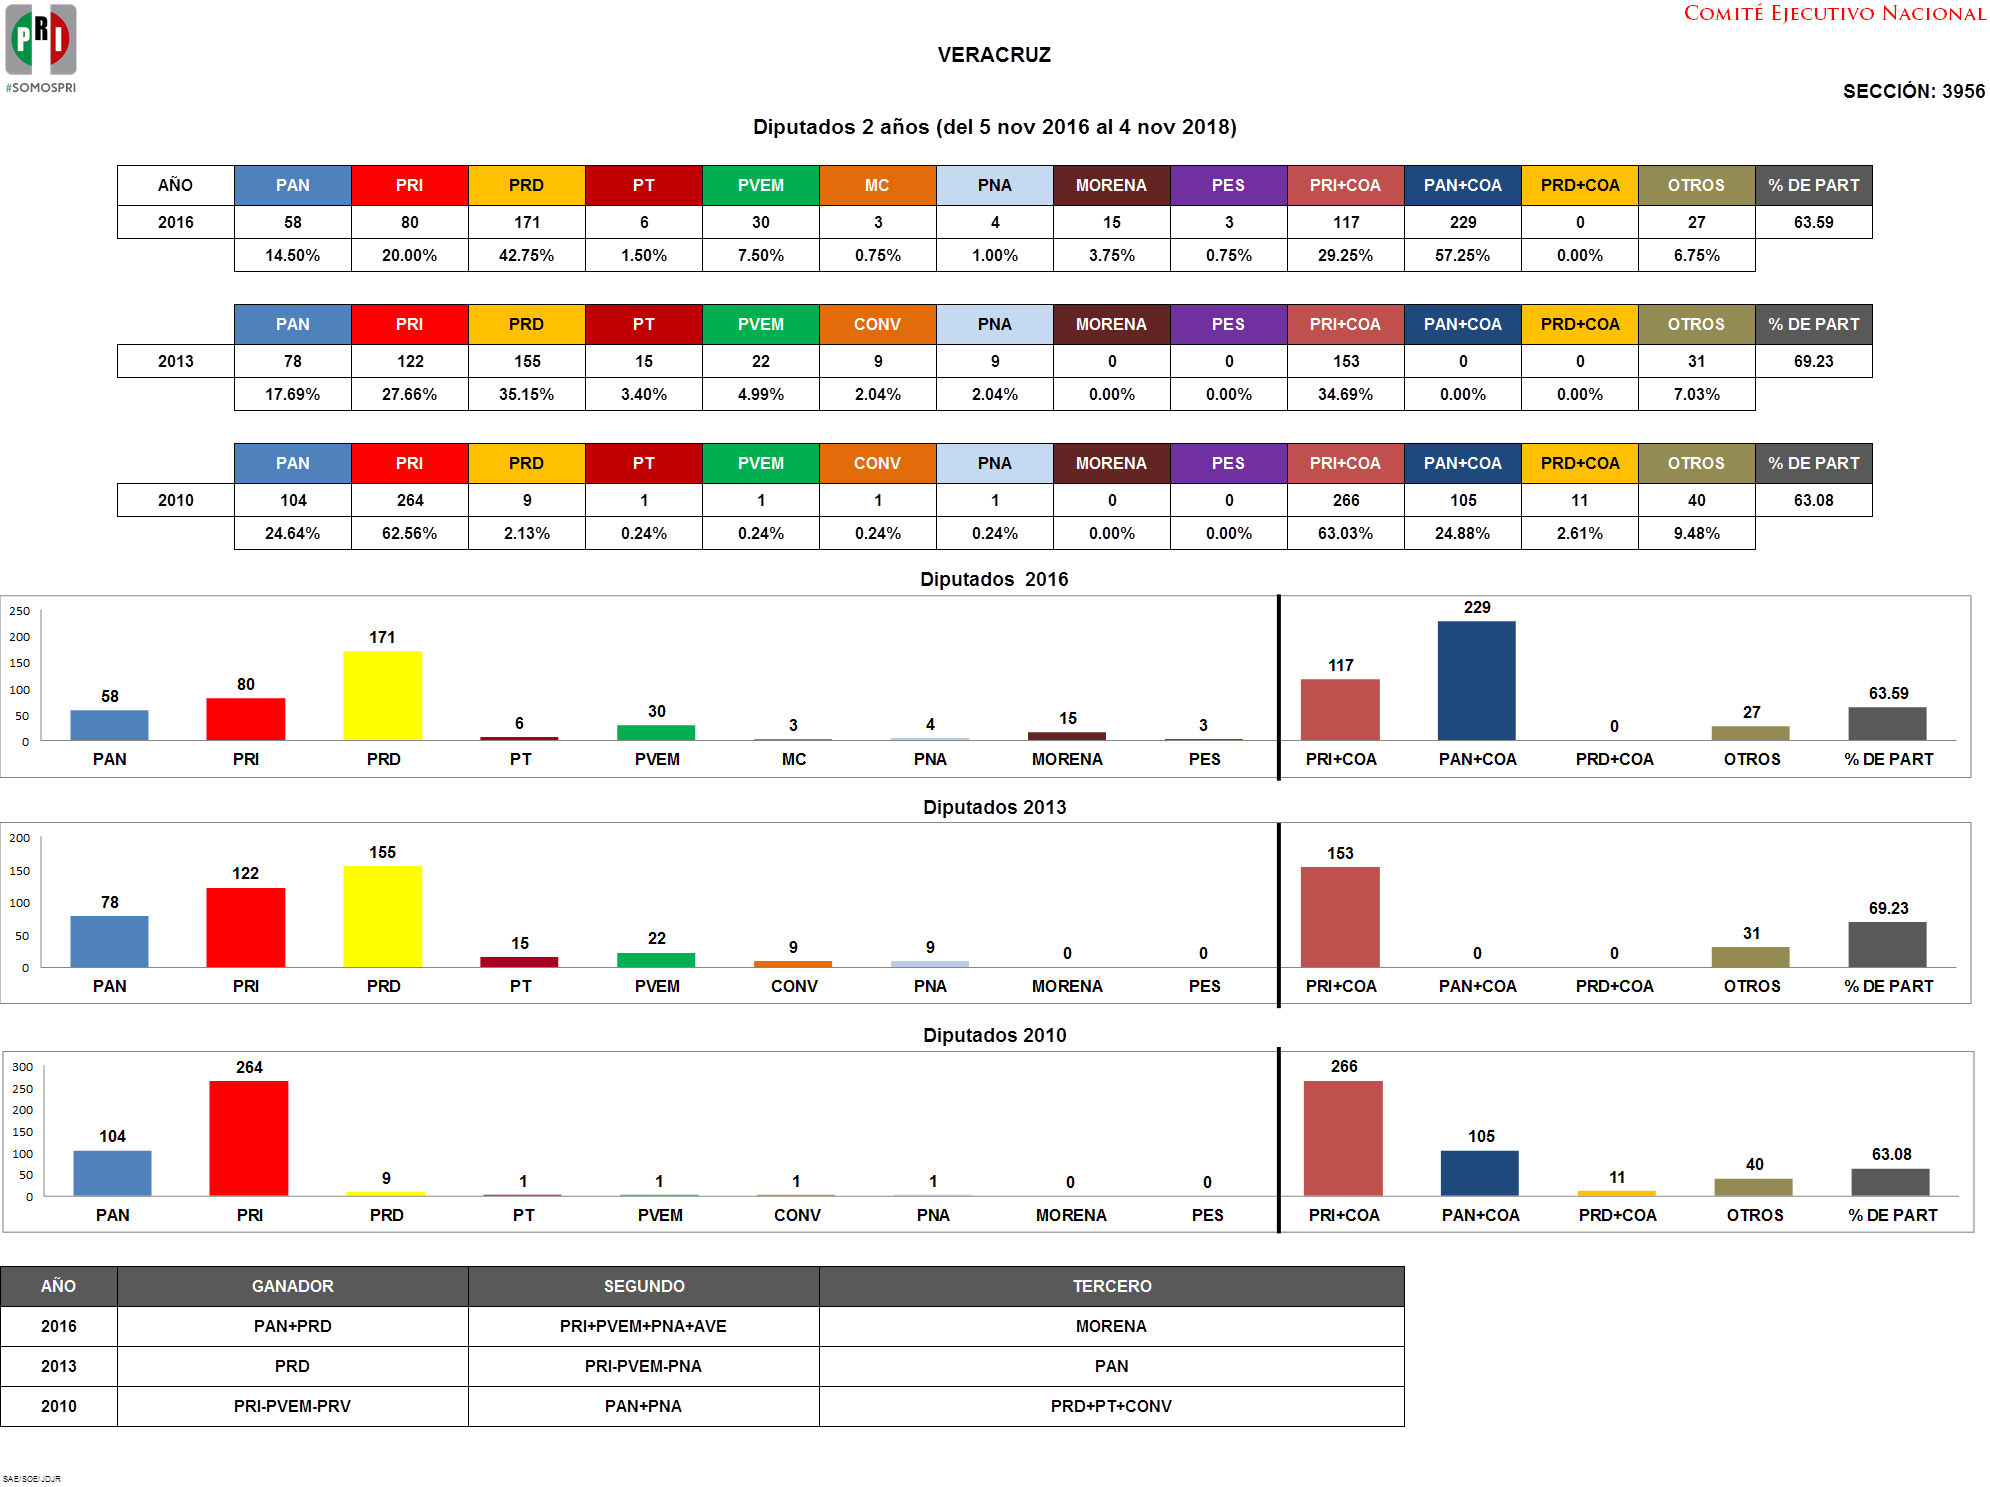 PRI
#SOMOSPRI
COMITÉ EJECUTIVO NACIONAL
VERACRUZ
SECCIÓN: 3956
Diputados 2 años (del 5 nov 2016 al 4 nov 2018)
AÑO PAN PRI PRD PT PVEM MC PNA MORENA PES PRI+COA PAN+COA PRD+COA OTROS % DE PART
2016 58 80 171 6 30 3 4 15 3 117 229 0 27 63.59
14.50% 20.00% 42.75% 1.50% 7.50% 0.75% 1.00% 3.75% 0.75% 29.25% 57.25% 0.00% 6.75%
PAN PRI PRD PT PVEM CONV PNA MORENA PES PRI+COA PAN+COA PRD+COA OTROS % DE PART
2013 78 122 155 15 22 9 9 0 0 153 0 0 31 69.23
17.69% 27.66% 35.15% 3.40% 4.99% 2.04% 2.04% 0.00% 0.00% 34.69% 0.00% 0.00% 7.03%
PAN PRI PRD PT PVEM CONV PNA MORENA PES PRI+COA PAN+COA PRD+COA OTROS % DE PART
2010 104 264 9 1 1 1 1 0 0 266 105 11 40 63.08
24.64% 62.56% 2.13% 0.24% 0.24% 0.24% 0.24% 0.00% 0.00% 63.03% 24.88% 2.61% 9.48%
Diputados 2016
250
200
150
100
50
0
58 80 171 6 30 3 4 15 3 117 229 0 27 63.59
PAN PRI PRD PT PVEM MC PNA MORENA PES PRI+COA PAN+COA PRD+COA OTROS % DE PART
Diputados 2013
200
150
100
50
0
78 122 155 15 22 9 9 0 0 153 0 0 31 69.23
PAN PRI PRD PT PVEM CONV PNA MORENA PES PRI+COA PAN+COA PRD+COA OTROS % DE PART
Diputados 2010
300
250
200
150
100
50
0
104 264 9 1 1 1 1 0 0 266 105 11 40 63.08
PAN PRI PRD PT PVEM CONV PNA MORENA PES PRI+COA PAN+COA PRD+COA OTROS % DE PART
AÑO GANADOR SEGUNDO TERCERO
2016 PAN+PRD PRI+PVEM+PNA+AVE MORENA
2013 PRD PRI-PVEM-PNA PAN
2010 PRI-PVEM-PRV PAN+PNA PRD+PT+CONV
SAE/SOE/JDJR